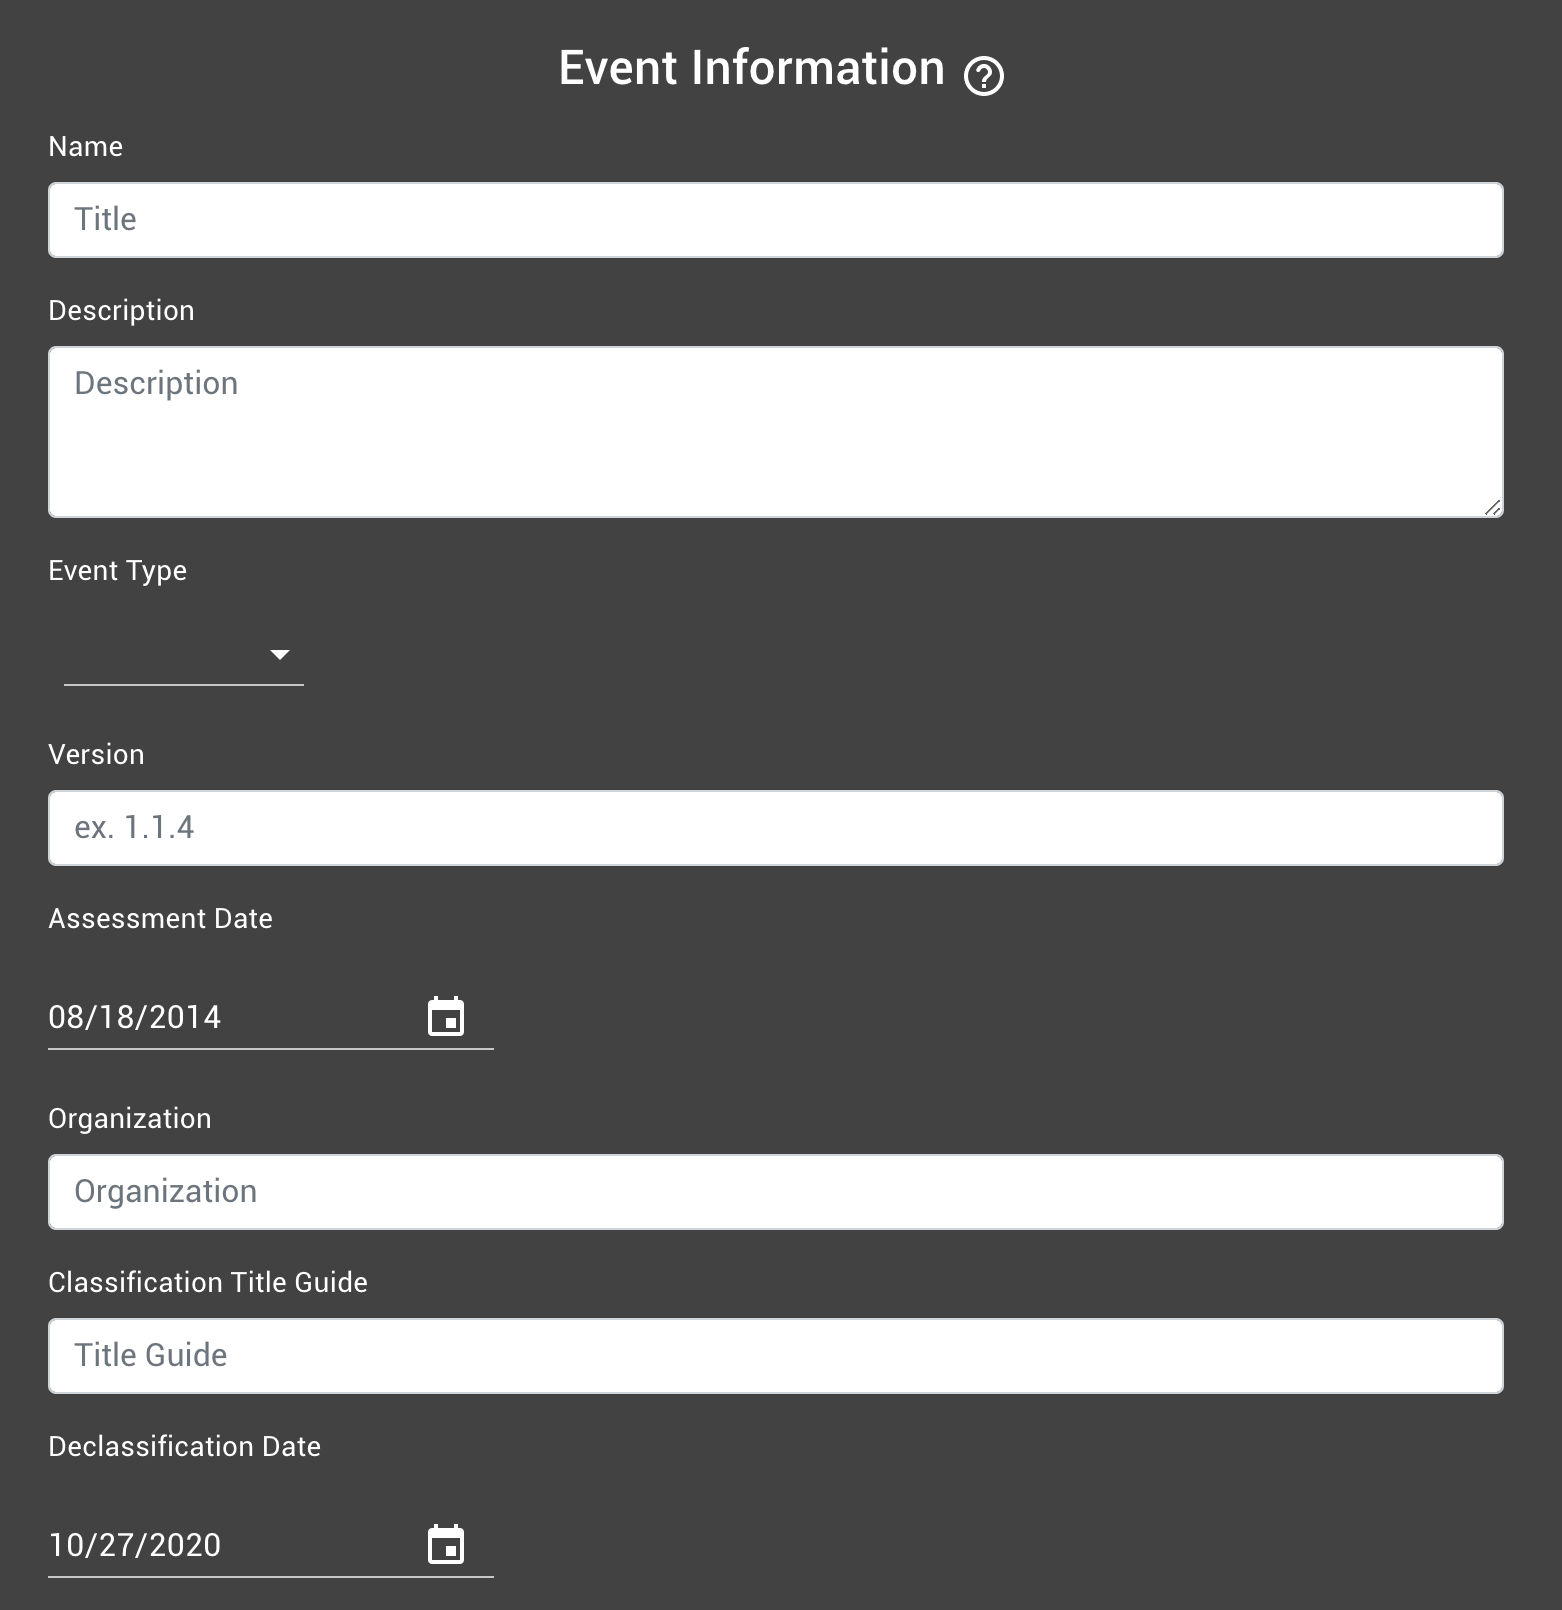 Event Information
Name
Title
Description
Description
Event Type
Version
ex. 1.1.4
Assessment Date
08/18/2014
Organization
Organization
Classification Title Guide
Title Guide
Declassification Date
10/27/2020